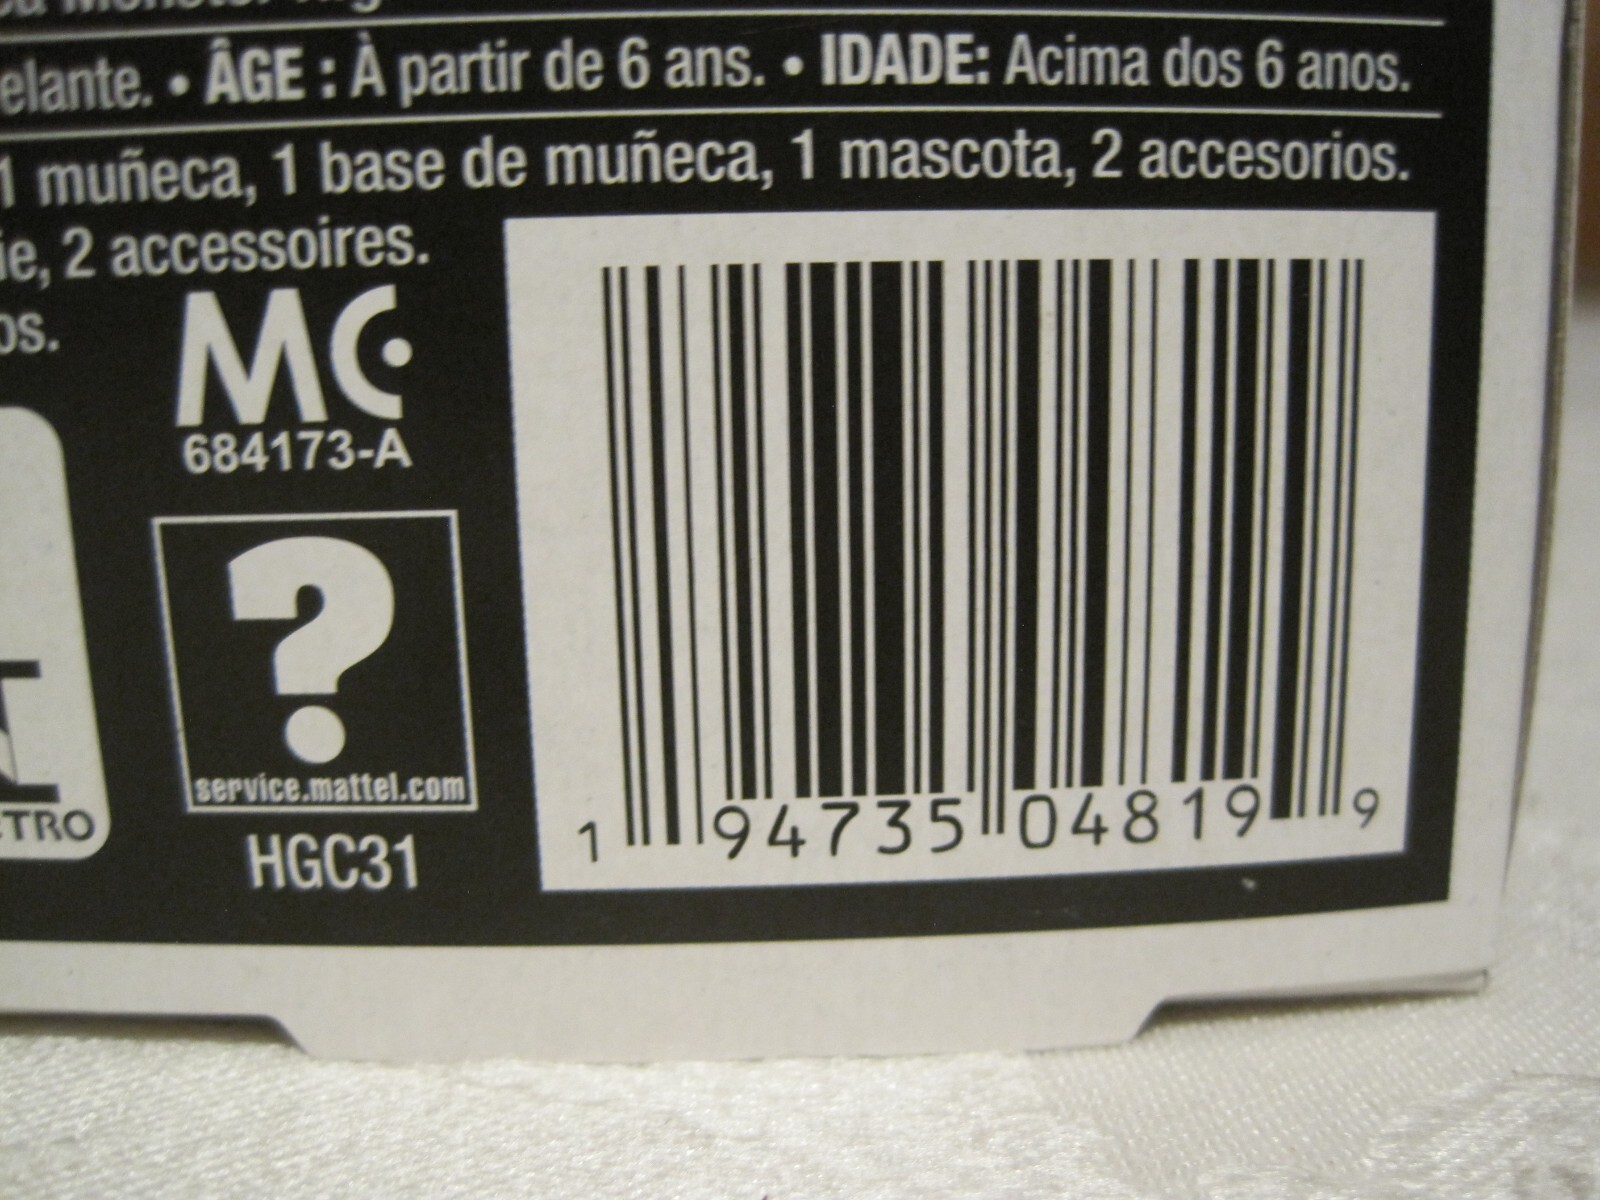 elante. • ÂGE : À partir de 6 ans. • IDADE: Acima dos 6 anos.
1 muñeca, 1 base de muñeca, 1 mascota, 2 accesorios.
ie, 2 accessoires.
os.
MC
684173-A
service.mattel.com
HGC31
1 94735 04819 9